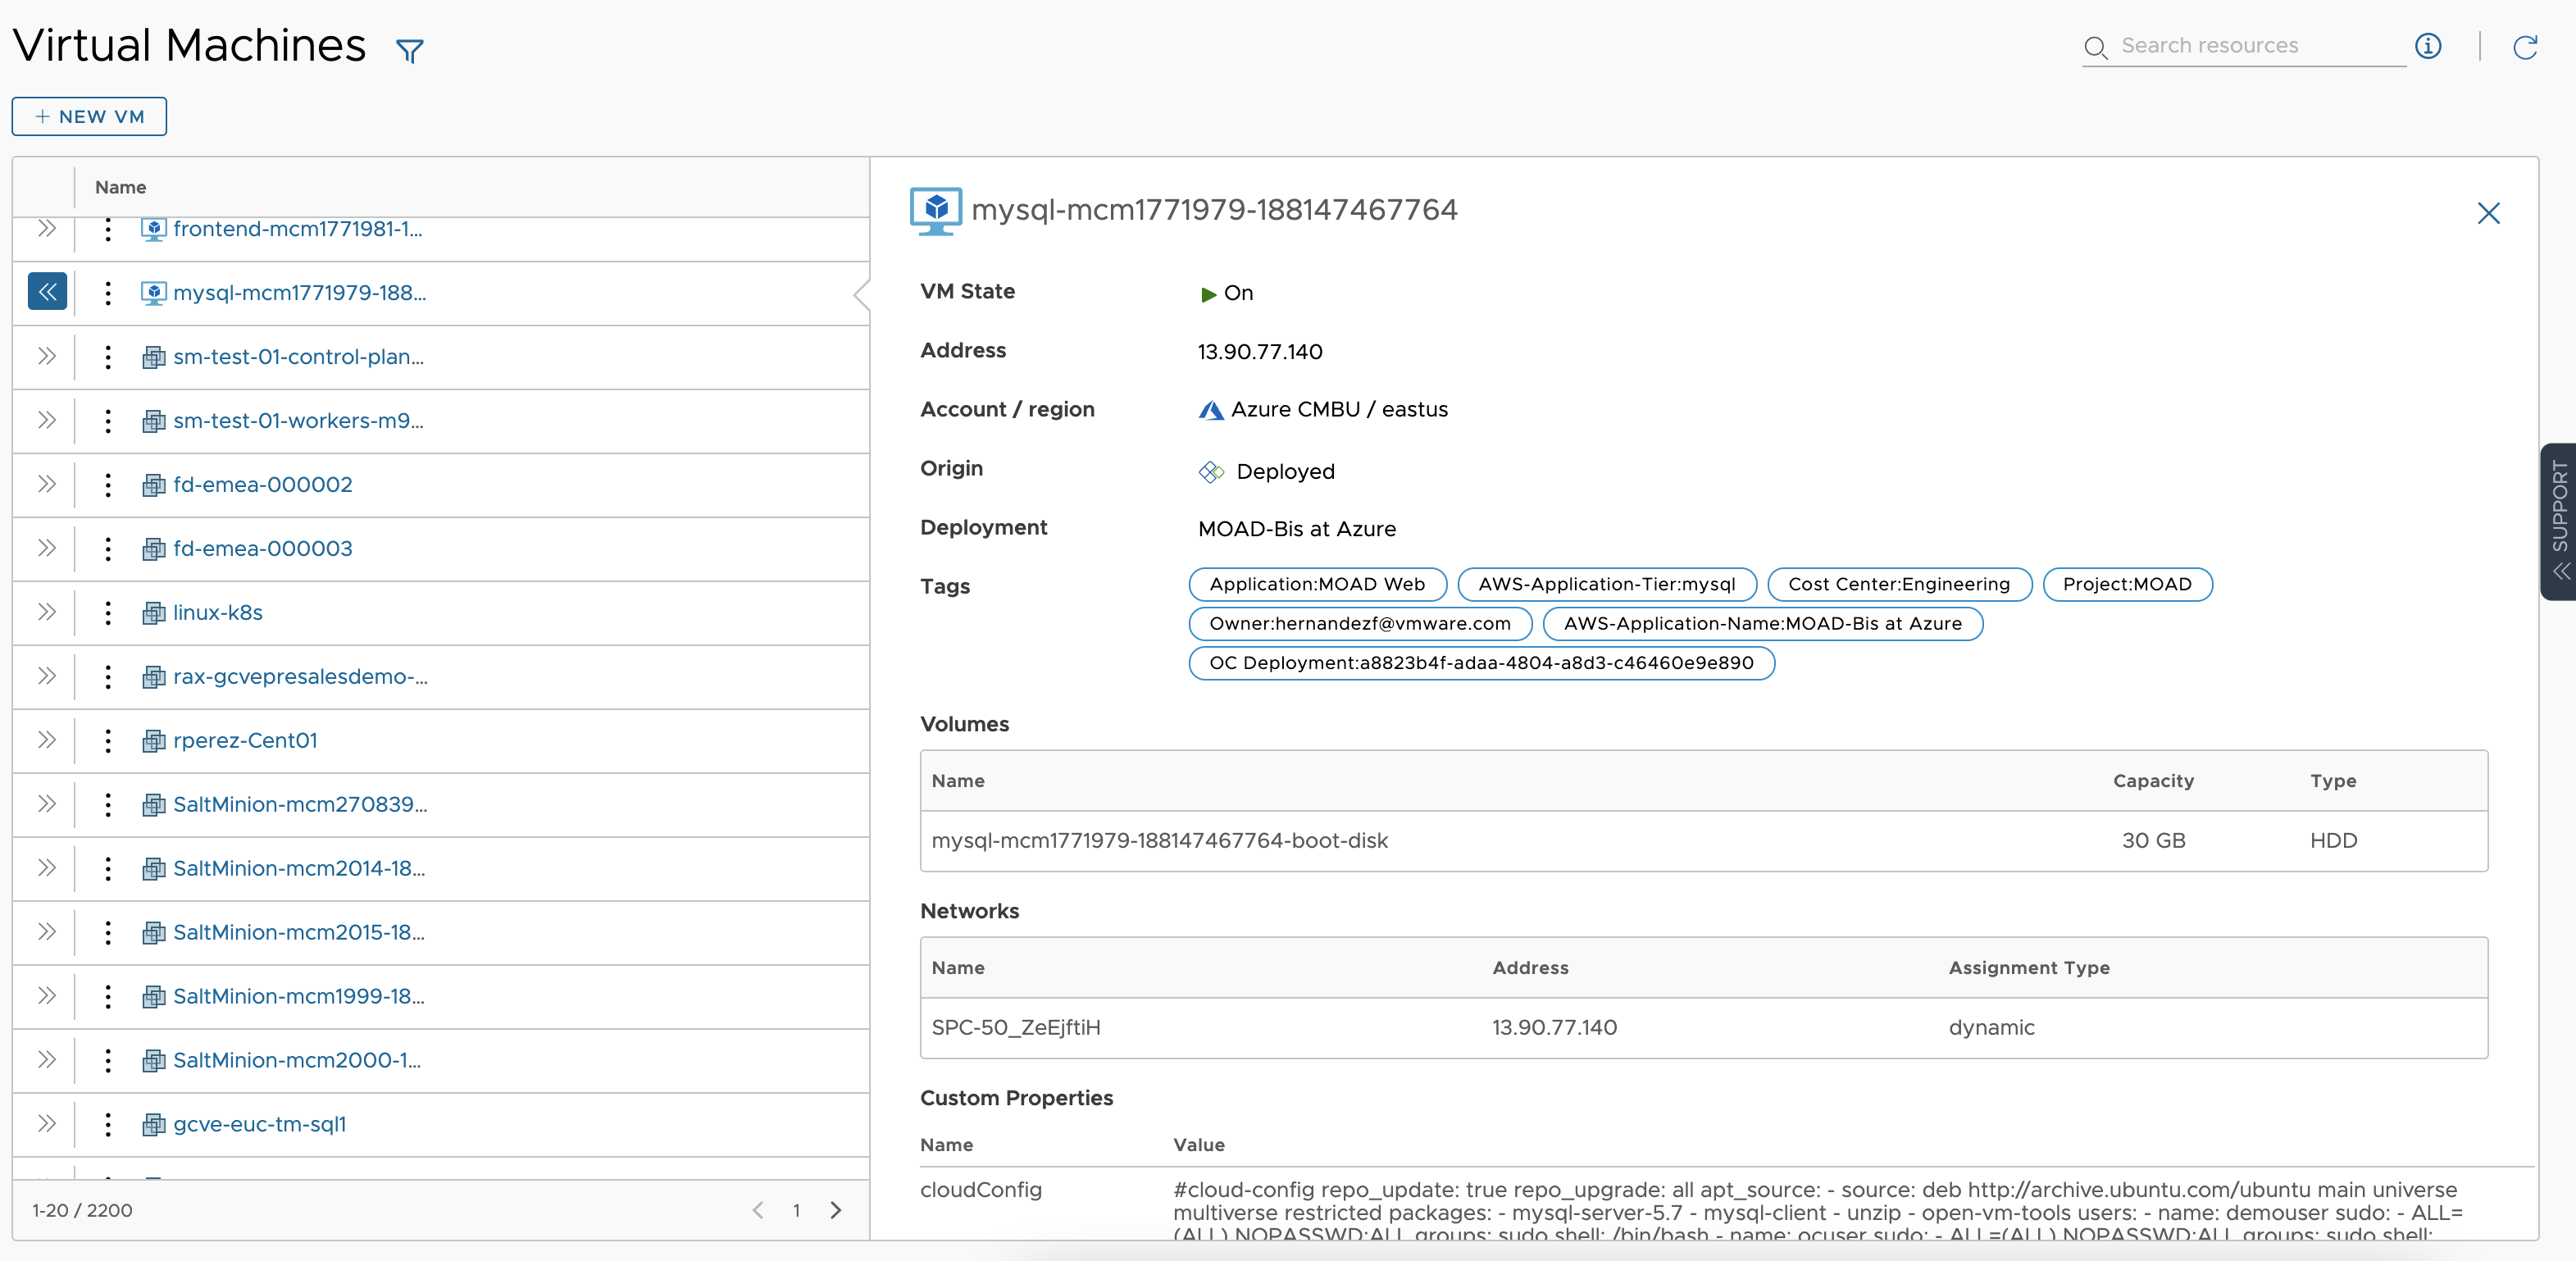 Virtual Machines
Search resources
+ NEW VM
Name
frontend-mcm1771981-1...
mysql-mcm1771979-188...
sm-test-01-control-plan...
sm-test-01-workers-m9...
fd-emea-000002
fd-emea-000003
linux-k8s
rax-gcvepresalesdemo-...
rperez-Cent01
SaltMinion-mcm270839...
SaltMinion-mcm2014-18...
SaltMinion-mcm2015-18...
SaltMinion-mcm1999-18...
SaltMinion-mcm2000-1...
gcve-euc-tm-sql1
1-20 / 2200
1
mysql-mcm1771979-188147467764
VM State On
Address 13.90.77.140
Account / region Azure CMBU / eastus
Origin Deployed
Deployment MOAD-Bis at Azure
Tags Application:MOAD Web AWS-Application-Tier:mysql Cost Center:Engineering Project:MOAD
Owner:hernandezf@vmware.com AWS-Application-Name:MOAD-Bis at Azure
OC Deployment:a8823b4f-adaa-4804-a8d3-c46460e9e890
Volumes
Name Capacity Type
mysql-mcm1771979-188147467764-boot-disk 30 GB HDD
Networks
Name Address Assignment Type
SPC-50_ZeEjftiH 13.90.77.140 dynamic
Custom Properties
Name Value
cloudConfig #cloud-config repo_update: true repo_upgrade: all apt_source: - source: deb http://archive.ubuntu.com/ubuntu main universe
multiverse restricted packages: - mysql-server-5.7 - mysql-client - unzip - open-vm-tools users: - name: demouser sudo: - ALL=
(ALL) NOPASSWD:ALL groups: sudo shell: /bin/bash - name: ocuser sudo: - ALL=(ALL) NOPASSWD:ALL groups: sudo shell:
SUPPORT